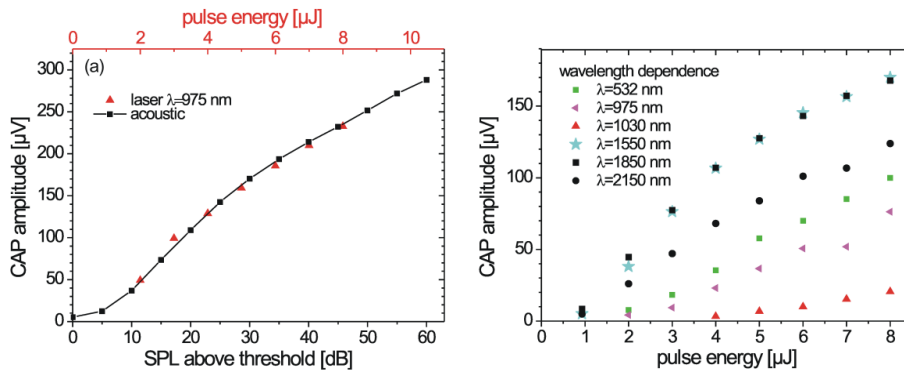 pulse energy [µJ]
0 2 4 6 8 10
(a)
laser λ=975 nm
acoustic
300
250
200
150
100
50
0
CAP amplitude [µV]
0 10 20 30 40 50 60
SPL above threshold [dB]
wavelength dependence
λ=532 nm
λ=975 nm
λ=1030 nm
λ=1550 nm
λ=1850 nm
λ=2150 nm
150
100
50
0
CAP amplitude [µV]
0 1 2 3 4 5 6 7 8
pulse energy [µJ]